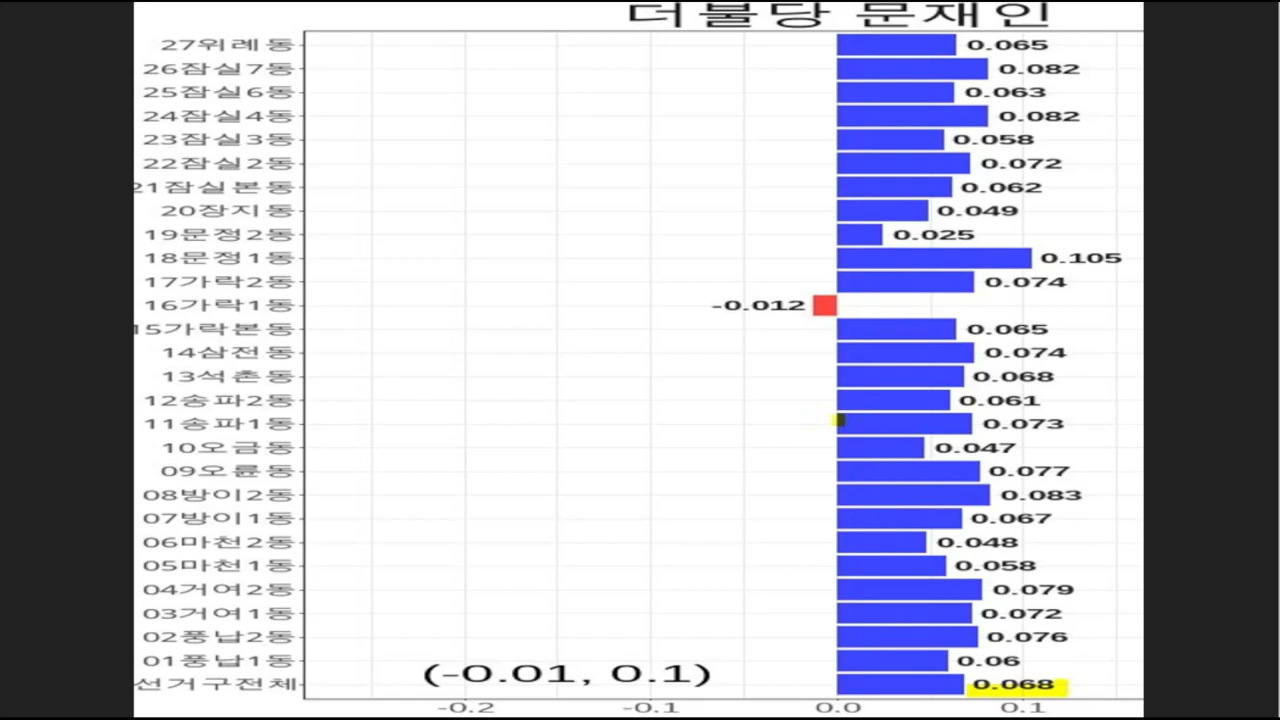 더불당 문재인
27위례동 0.065
26잠실7동 0.082
25잠실6동 0.063
24잠실4동 0.082
23잠실3동 0.058
22잠실2동 0.072
21잠실본동 0.062
20장지동 0.049
19문정2동 0.025
18문정1동 0.105
17가락2동 0.074
16가락1동 -0.012
15가락본동 0.065
14삼전동 0.074
13석촌동 0.068
12송파2동 0.061
11송파1동 0.073
10오금동 0.047
09오륜동 0.077
08방이2동 0.083
07방이1동 0.067
06마천2동 0.048
05마천1동 0.058
04거여2동 0.079
03거여1동 0.072
02풍납2동 0.076
01풍납1동 0.06
(-0.01, 0.1)
선거구전체 0.068
-0.2 -0.1 0.0 0.1